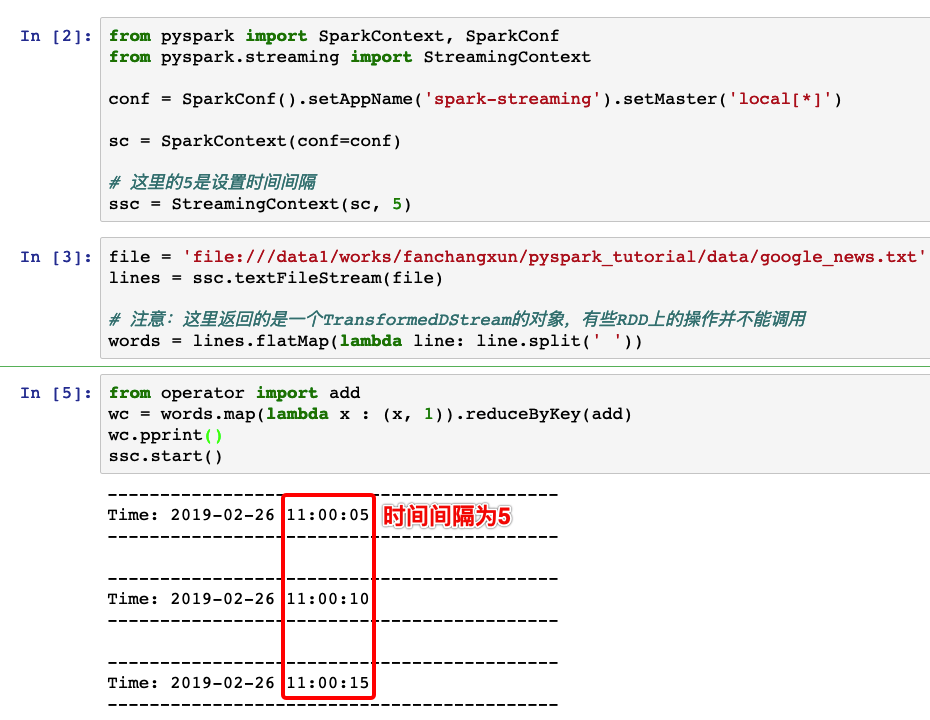 In [2]:
from pyspark import SparkContext, SparkConf
from pyspark.streaming import StreamingContext
conf = SparkConf().setAppName('spark-streaming').setMaster('local[*]')
sc = SparkContext(conf=conf)
# 这里的5是设置时间间隔
ssc = StreamingContext(sc, 5)
In [3]:
file = 'file:///data1/works/fanchangxun/pyspark_tutorial/data/google_news.txt'
lines = ssc.textFileStream(file)
# 注意：这里返回的是一个TransformedDStream的对象，有些RDD上的操作并不能调用
words = lines.flatMap(lambda line: line.split(' '))
In [5]:
from operator import add
wc = words.map(lambda x : (x, 1)).reduceByKey(add)
wc.pprint()
ssc.start()
-------------------------------------------
Time: 2019-02-26 11:00:05 时间间隔为5
-------------------------------------------
-------------------------------------------
Time: 2019-02-26 11:00:10
-------------------------------------------
-------------------------------------------
Time: 2019-02-26 11:00:15
-------------------------------------------